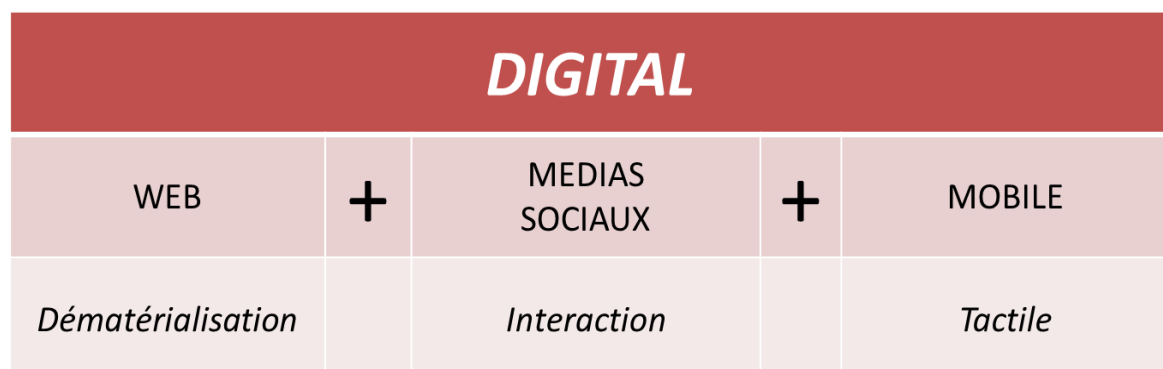 DIGITAL
WEB + MEDIAS SOCIAUX + MOBILE
Dématérialisation Interaction Tactile